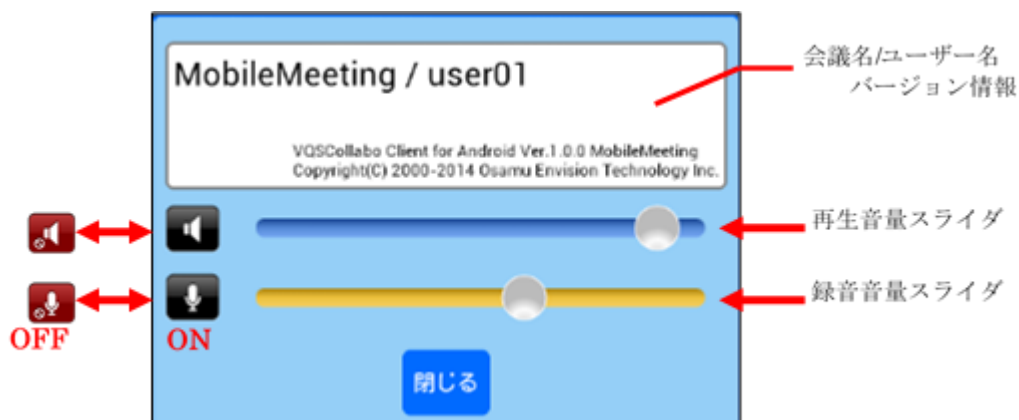 MobileMeeting / user01
会議名/ユーザー名
バージョン情報
VQSCollabo Client for Android Ver.1.0.0 MobileMeeting
Copyright(C) 2000-2014 Osamu Envision Technology Inc.
再生音量スライダ
録音音量スライダ
OFF
ON
閉じる